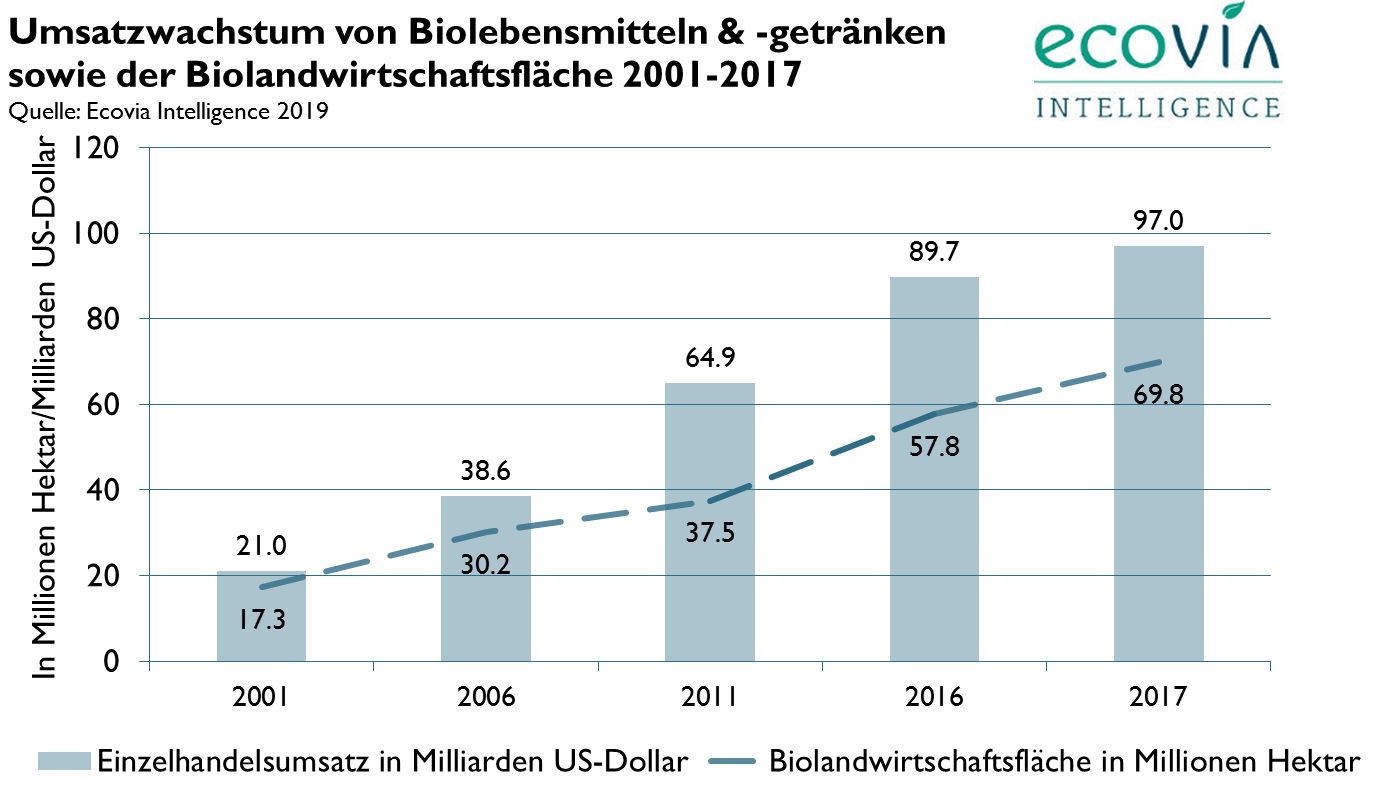 Umsatzwachstum von Biolebensmitteln & -getränken
sowie der Biolandwirtschaftsfläche 2001-2017
Quelle: Ecovia Intelligence 2019
ecovia
INTELLIGENCE
In Millionen Hektar/Milliarden US-Dollar
120
100
80
60
40
20
0
21.0
38.6
64.9
89.7
97.0
17.3
30.2
37.5
57.8
69.8
2001
2006
2011
2016
2017
Einzelhandelsumsatz in Milliarden US-Dollar
Biolandwirtschaftsfläche in Millionen Hektar